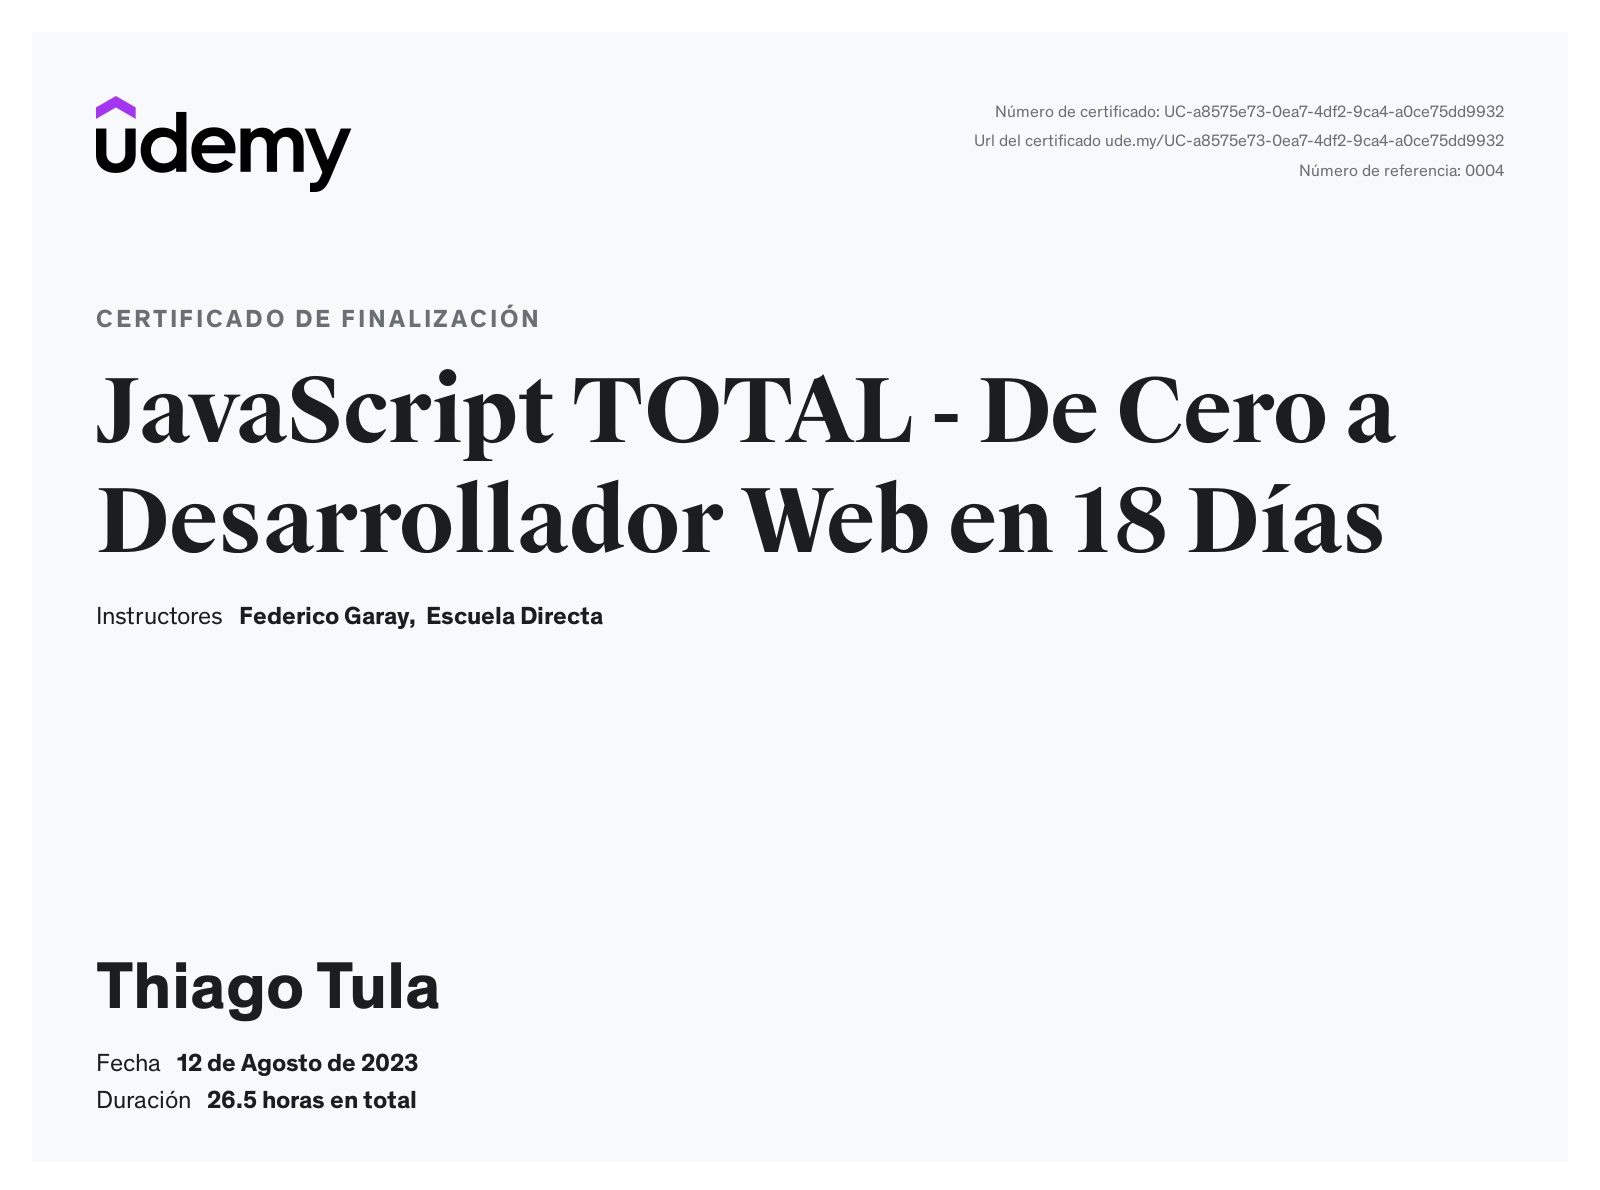 udemy
Número de certificado: UC-a8575e73-0ea7-4df2-9ca4-a0ce75dd9932
Url del certificado ude.my/UC-a8575e73-0ea7-4df2-9ca4-a0ce75dd9932
Número de referencia: 0004
CERTIFICADO DE FINALIZACIÓN
JavaScript TOTAL - De Cero a
Desarrollador Web en 18 Días
Instructores Federico Garay, Escuela Directa
Thiago Tula
Fecha 12 de Agosto de 2023
Duración 26.5 horas en total